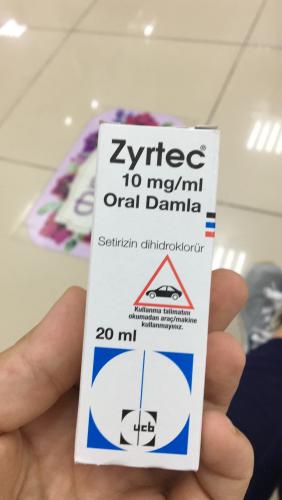 Zyrtec®
10 mg/ml
Oral Damla
Setirizin dihidroklorür
Kullanma talimatını
okumadan araç/makine
kullanmayınız.
20 ml
ucb